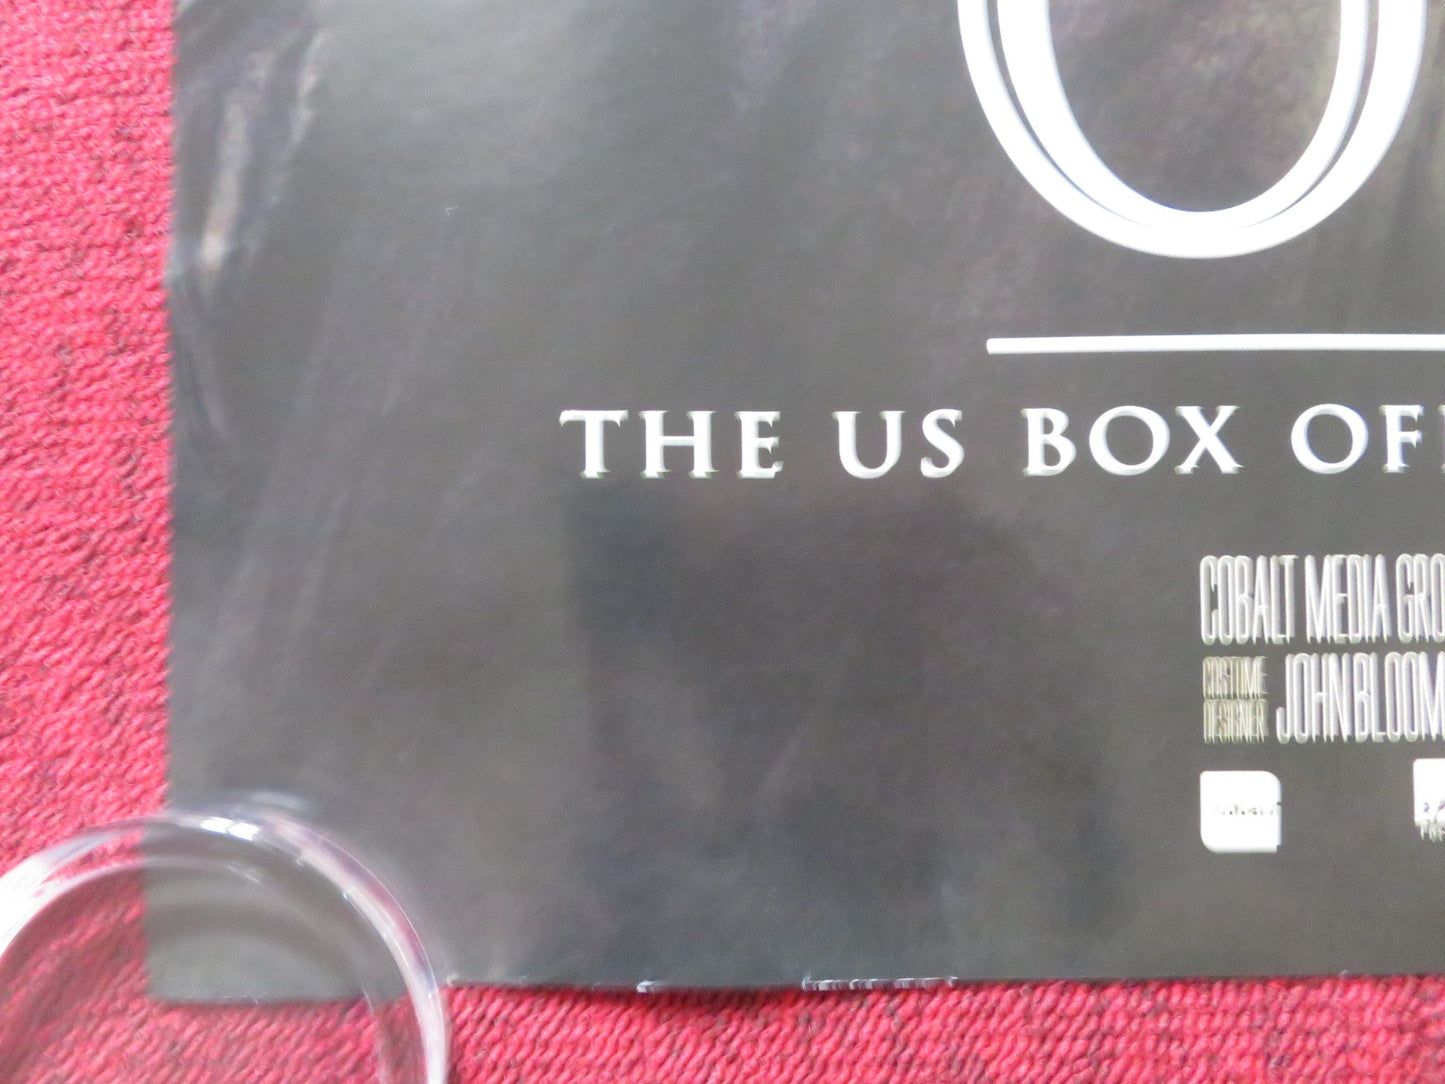 THE US BOX OF
COBALT MEDIA GRO
COSTUME
DESIGNER JOHN BLOOM